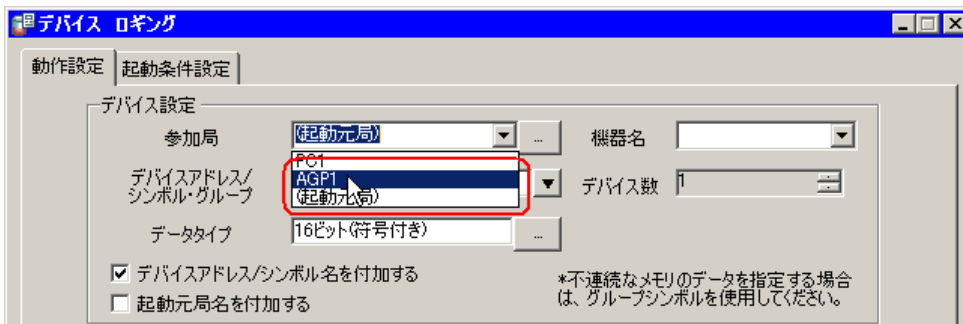 デバイス ロギング
動作設定 起動条件設定
デバイス設定
参加局 (起動元局) ... 機器名
PC1
AGP1
(起動元局)
デバイスアドレス/
シンボル・グループ
デバイス数 1
データタイプ 16ビット(符号付き) ...
デバイスアドレス/シンボル名を付加する
起動元局名を付加する
*不連続なメモリのデータを指定する場合
は、グループシンボルを使用してください。